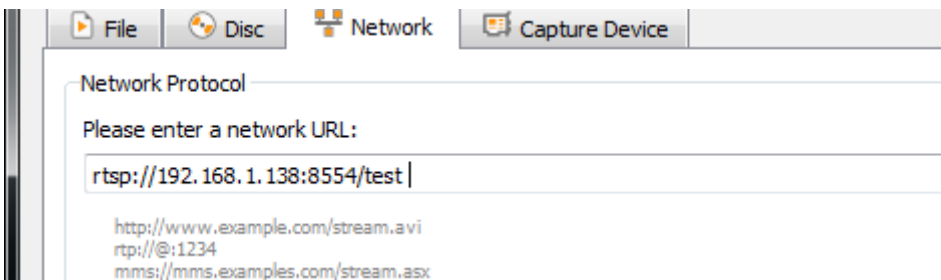 File Disc Network Capture Device
Network Protocol
Please enter a network URL:
rtsp://192.168.1.138:8554/test
http://www.example.com/stream.avi
rtp://@:1234
mms://mms.examples.com/stream.asx